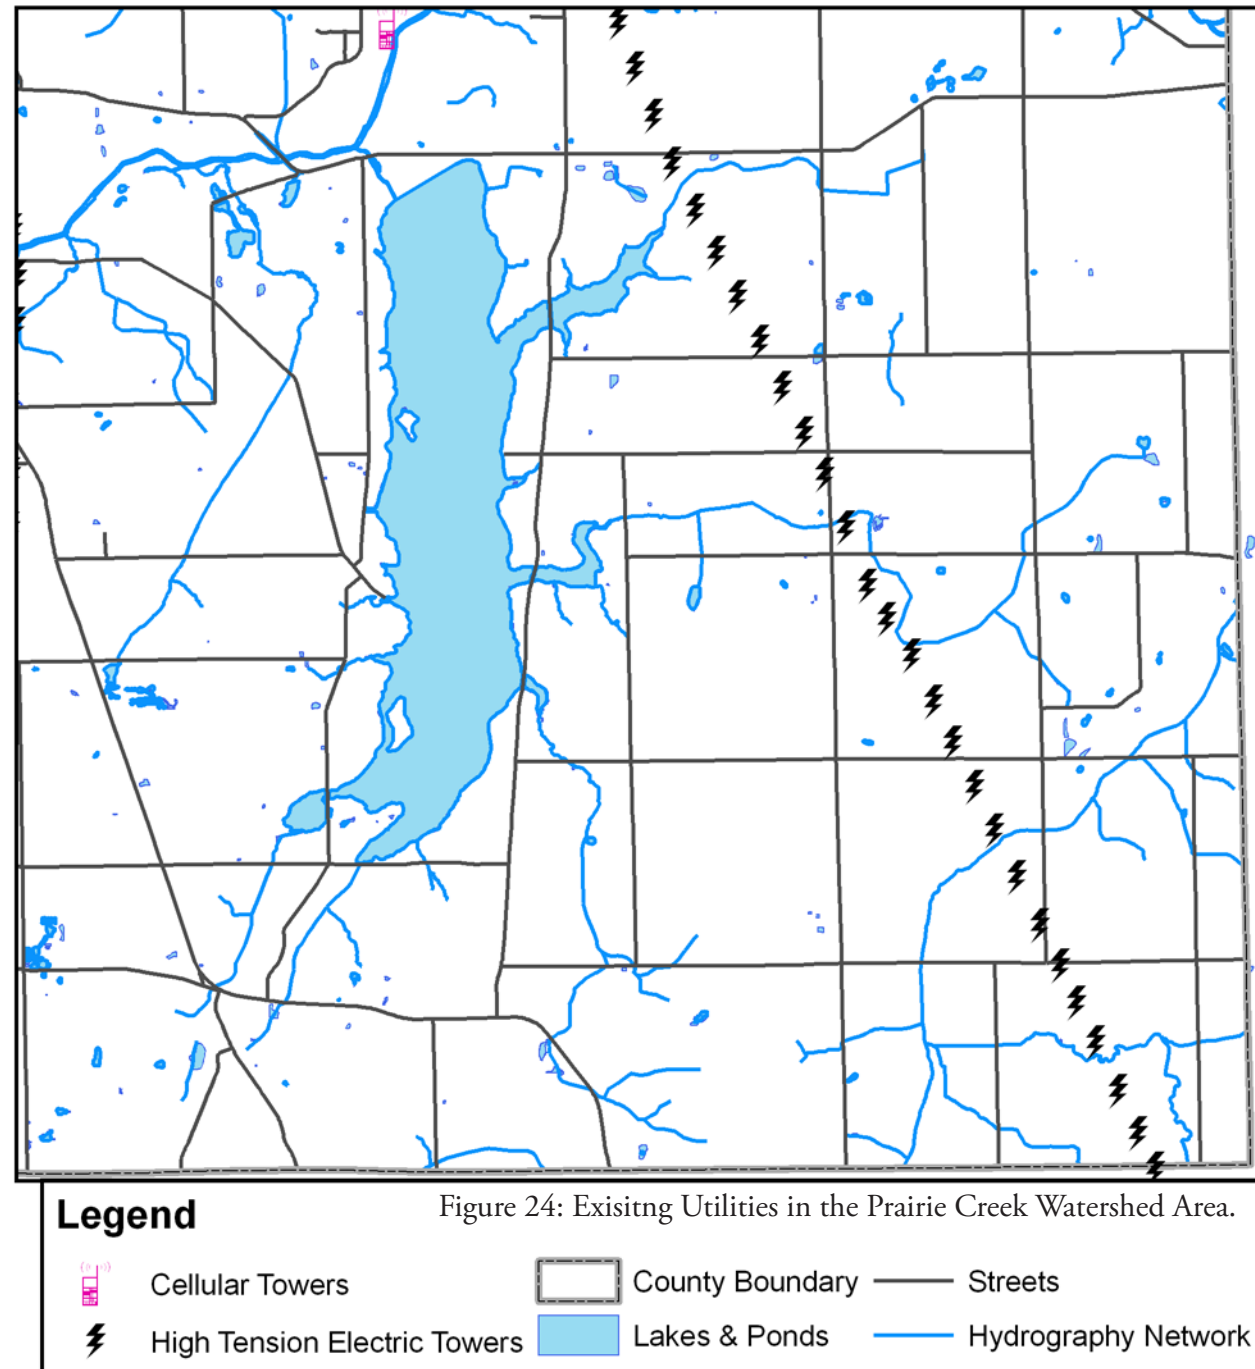 Figure 24: Exisitng Utilities in the Prairie Creek Watershed Area.
Legend
Cellular Towers
County Boundary
Streets
High Tension Electric Towers
Lakes & Ponds
Hydrography Network